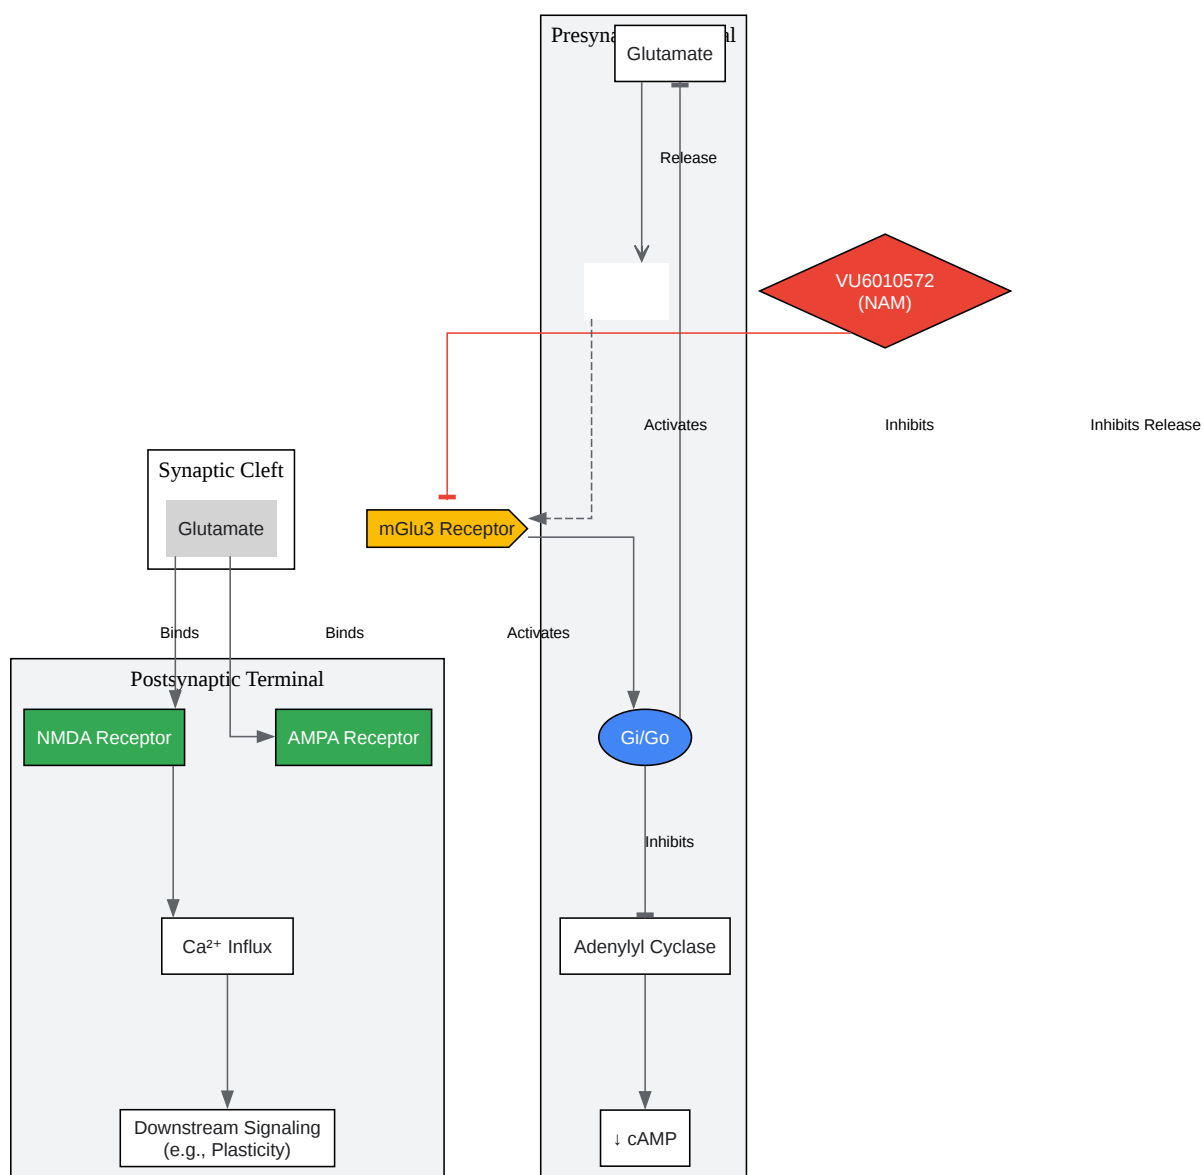 Glutamate
Release
VU6010572
(NAM)
Activates
Inhibits
Inhibits Release
Synaptic Cleft
Glutamate
mGlu3 Receptor
Binds
Binds
Activates
Postsynaptic Terminal
NMDA Receptor
AMPA Receptor
Gi/Go
Inhibits
Ca²⁺ Influx
Adenylyl Cyclase
Downstream Signaling
(e.g., Plasticity)
↓ cAMP